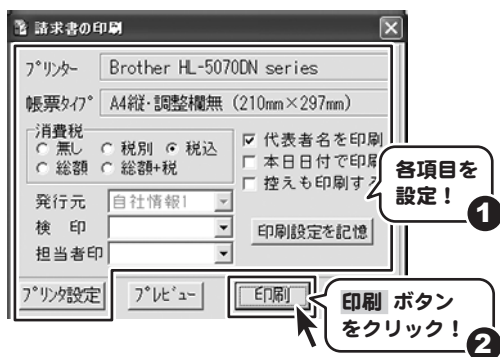 請求書の印刷
ﾌﾟﾘﾝﾀｰ Brother HL-5070DN series
帳票ﾀｲﾌﾟ A4縦・調整欄無 (210mm×297mm)
消費税
無し 税別 税込
総額 総額+税
代表者名を印刷
本日日付で印刷
控えも印刷する
発行元 自社情報1
検 印
担当者印
印刷設定を記憶
ﾌﾟﾘﾝﾀ設定 ﾌﾟﾚﾋﾞｭｰ 印刷
各項目を
設定！
1
印刷 ボタン
をクリック！
2